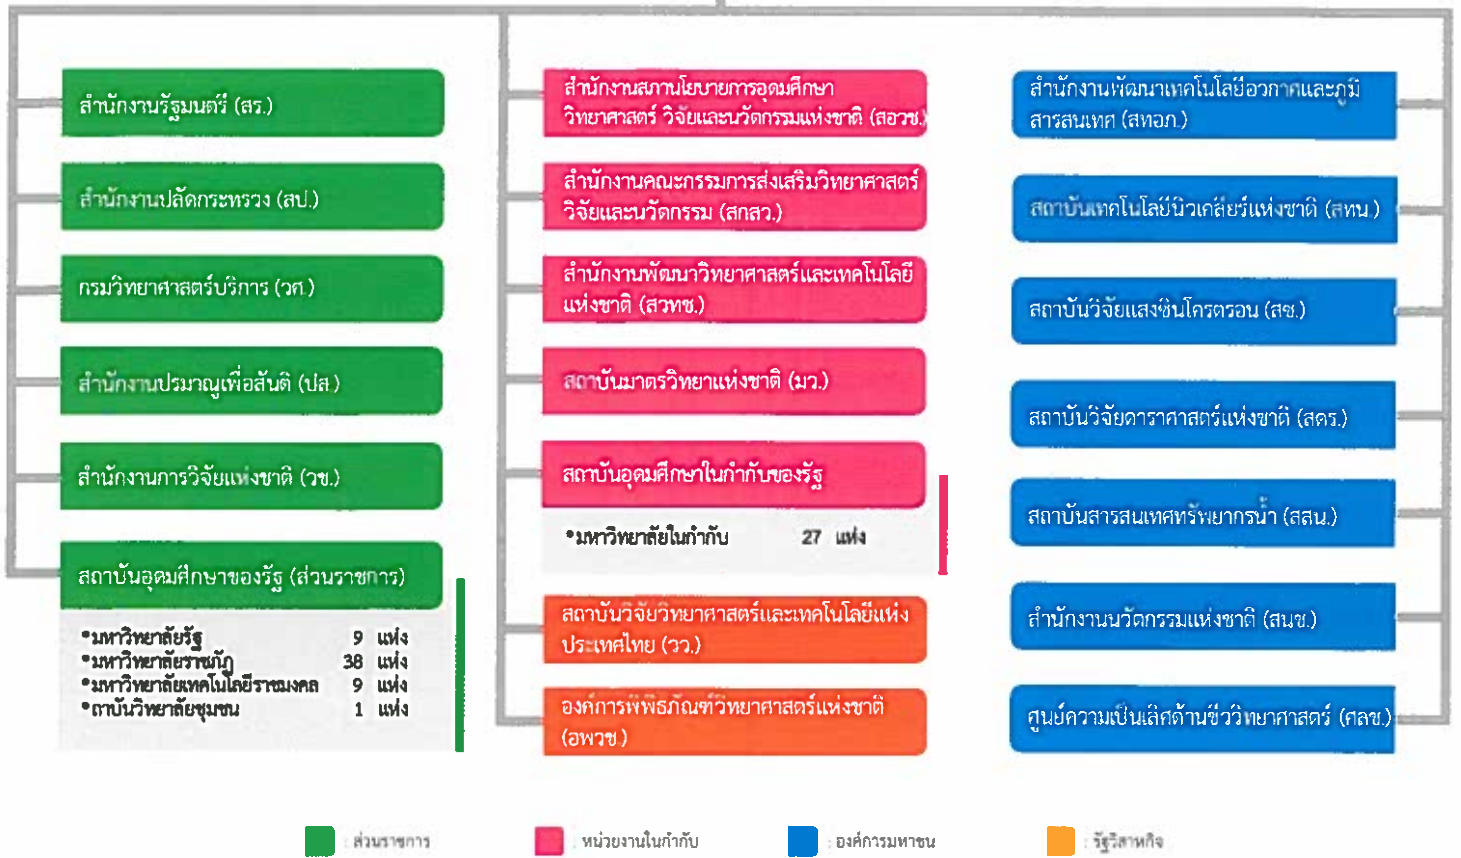 สำนักงานรัฐมนตรี (สร.)
สำนักงานปลัดกระทรวง (สป.)
กรมวิทยาศาสตร์บริการ (วศ.)
สำนักงานปรมาณูเพื่อสันติ (ปส.)
สำนักงานการวิจัยแห่งชาติ (วช.)
สถาบันอุดมศึกษาของรัฐ (ส่วนราชการ)
•มหาวิทยาลัยรัฐ 9 แห่ง
•มหาวิทยาลัยราชภัฏ 38 แห่ง
•มหาวิทยาลัยเทคโนโลยีราชมงคล 9 แห่ง
•ถาบันวิทยาลัยชุมชน 1 แห่ง
สำนักงานสภานโยบายการอุดมศึกษา
วิทยาศาสตร์ วิจัยและนวัตกรรมแห่งชาติ (สอวช.)
สำนักงานคณะกรรมการส่งเสริมวิทยาศาสตร์
วิจัยและนวัตกรรม (สกสว.)
สำนักงานพัฒนาวิทยาศาสตร์และเทคโนโลยี
แห่งชาติ (สวทช.)
สถาบันมาตรวิทยาแห่งชาติ (มว.)
สถาบันอุดมศึกษาในกำกับของรัฐ
•มหาวิทยาลัยในกำกับ 27 แห่ง
สถาบันวิจัยวิทยาศาสตร์และเทคโนโลยีแห่ง
ประเทศไทย (วว.)
องค์การพิพิธภัณฑ์วิทยาศาสตร์แห่งชาติ
(อพวช.)
สำนักงานพัฒนาเทคโนโลยีอวกาศและภูมิ
สารสนเทศ (สทอภ.)
สถาบันเทคโนโลยีนิวเคลียร์แห่งชาติ (สทน.)
สถาบันวิจัยแสงซินโครตรอน (สซ.)
สถาบันวิจัยดาราศาสตร์แห่งชาติ (สดร.)
สถาบันสารสนเทศทรัพยากรน้ำ (สสน.)
สำนักงานนวัตกรรมแห่งชาติ (สนช.)
ศูนย์ความเป็นเลิศด้านชีววิทยาศาสตร์ (ศลช.)
: ส่วนราชการ
: หน่วยงานในกำกับ
: องค์การมหาชน
: รัฐวิสาหกิจ